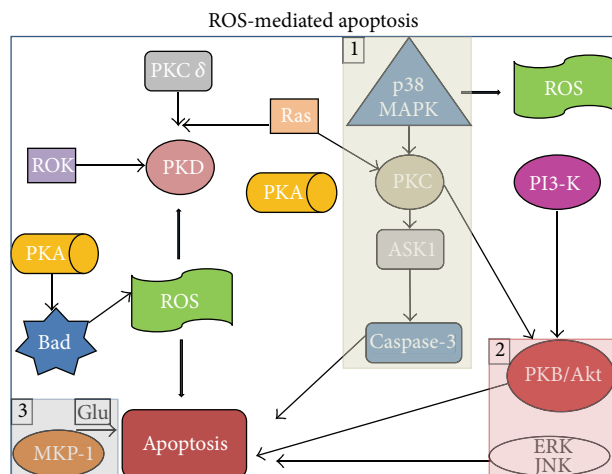 ROS-mediated apoptosis
1
PKC δ
p38
MAPK
ROS
Ras
ROK
PKD
PKA
PKC
PI3-K
ASK1
PKA
ROS
Bad
Caspase-3
2
PKB/Akt
3
Glu
MKP-1
Apoptosis
ERK
JNK